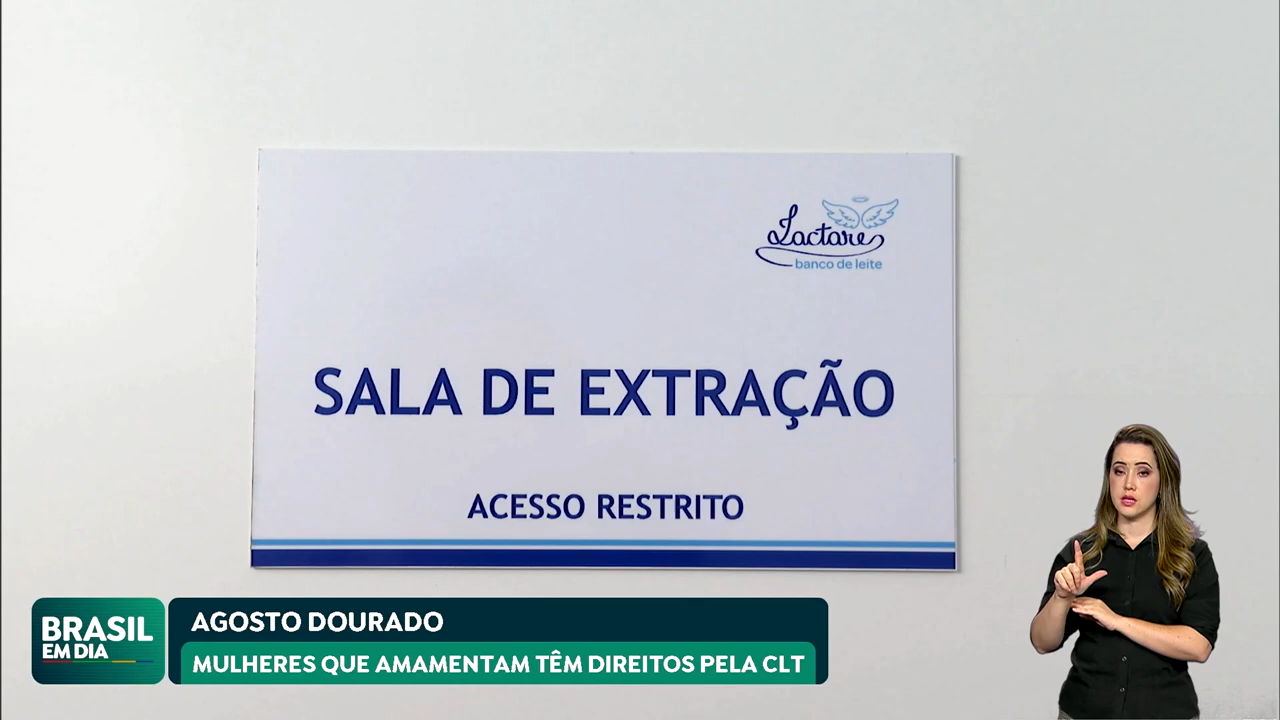 Lactare
banco de leite
SALA DE EXTRAÇÃO
ACESSO RESTRITO
BRASIL
EM DIA
AGOSTO DOURADO
MULHERES QUE AMAMENTAM TÊM DIREITOS PELA CLT